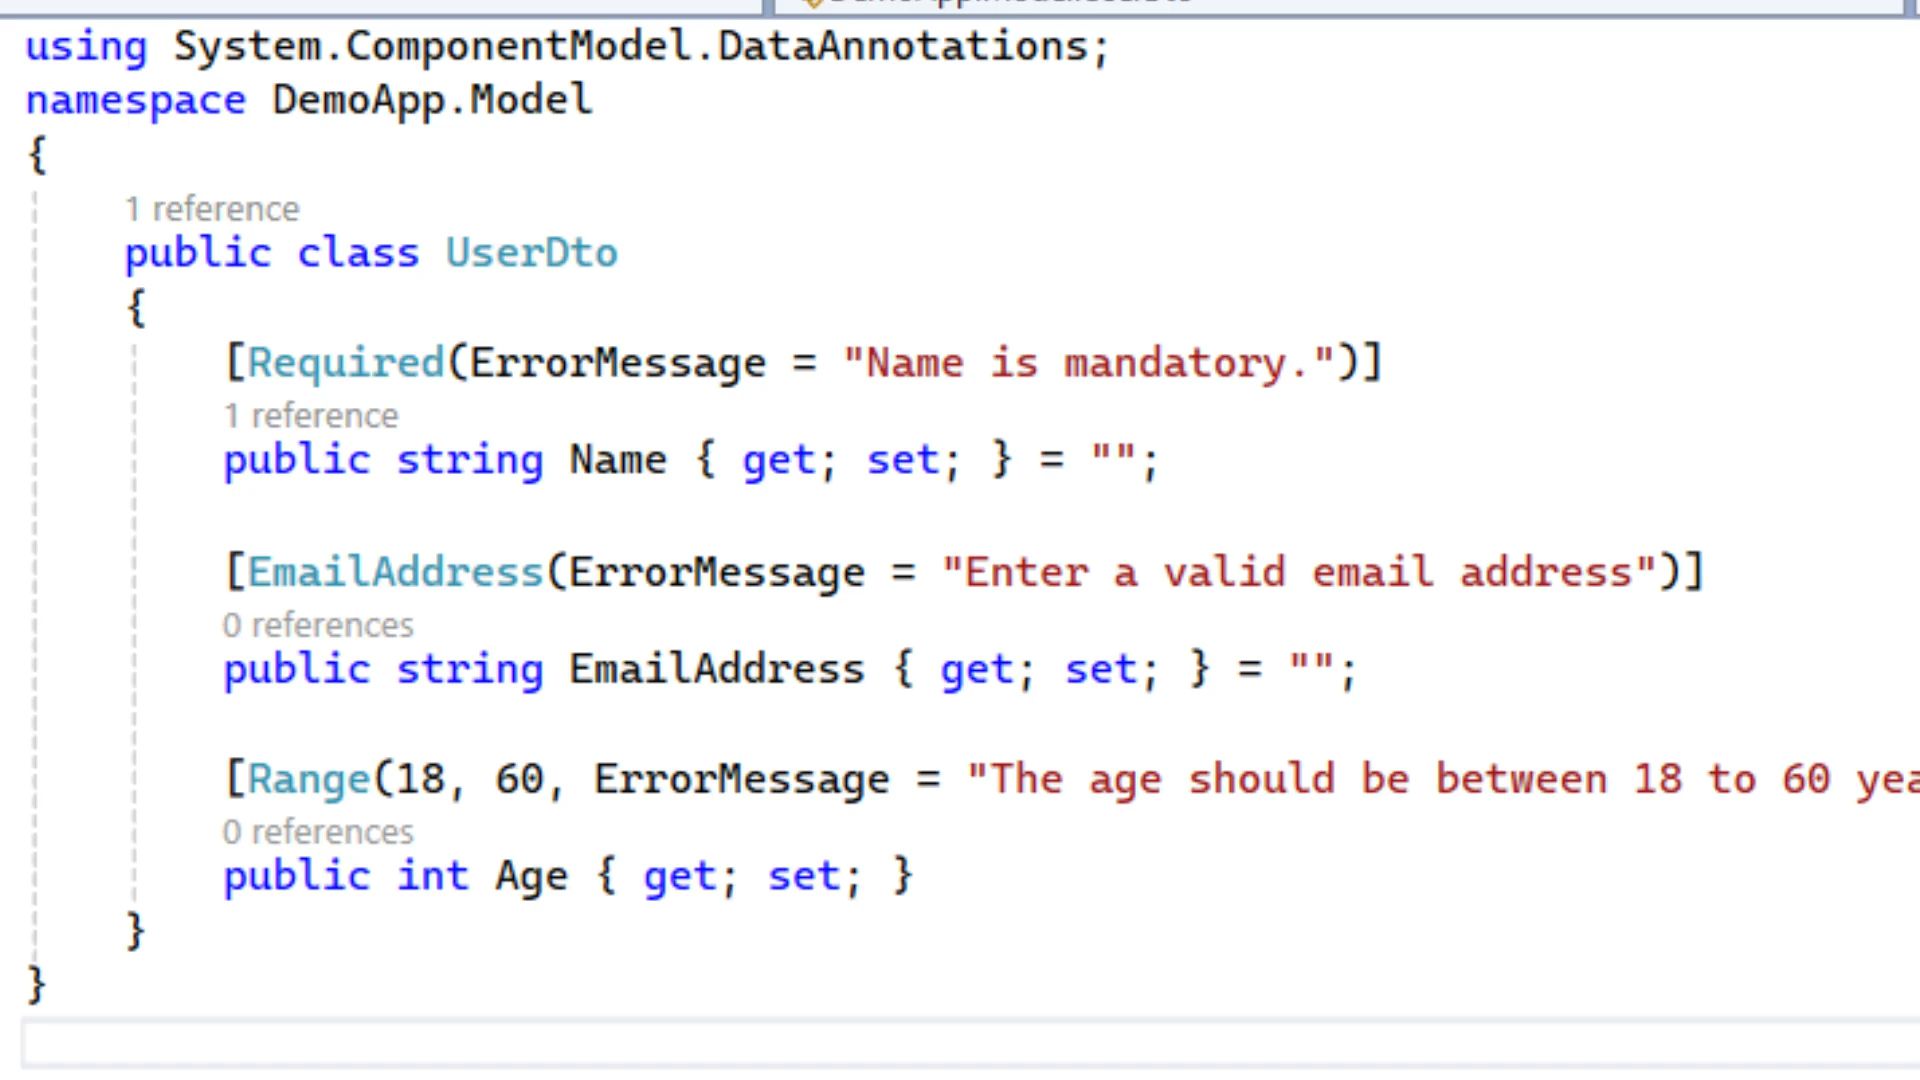 using System.ComponentModel.DataAnnotations;
namespace DemoApp.Model
{
1 reference
public class UserDto
{
[Required(ErrorMessage = "Name is mandatory.")]
1 reference
public string Name { get; set; } = "";
[EmailAddress(ErrorMessage = "Enter a valid email address")]
0 references
public string EmailAddress { get; set; } = "";
[Range(18, 60, ErrorMessage = "The age should be between 18 to 60
0 references
public int Age { get; set; }
}
}